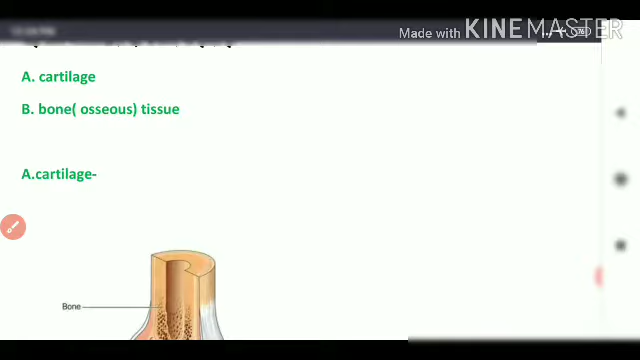 Made with KINEMASTER
A. cartilage
B. bone( osseous) tissue
A.cartilage-
Bone